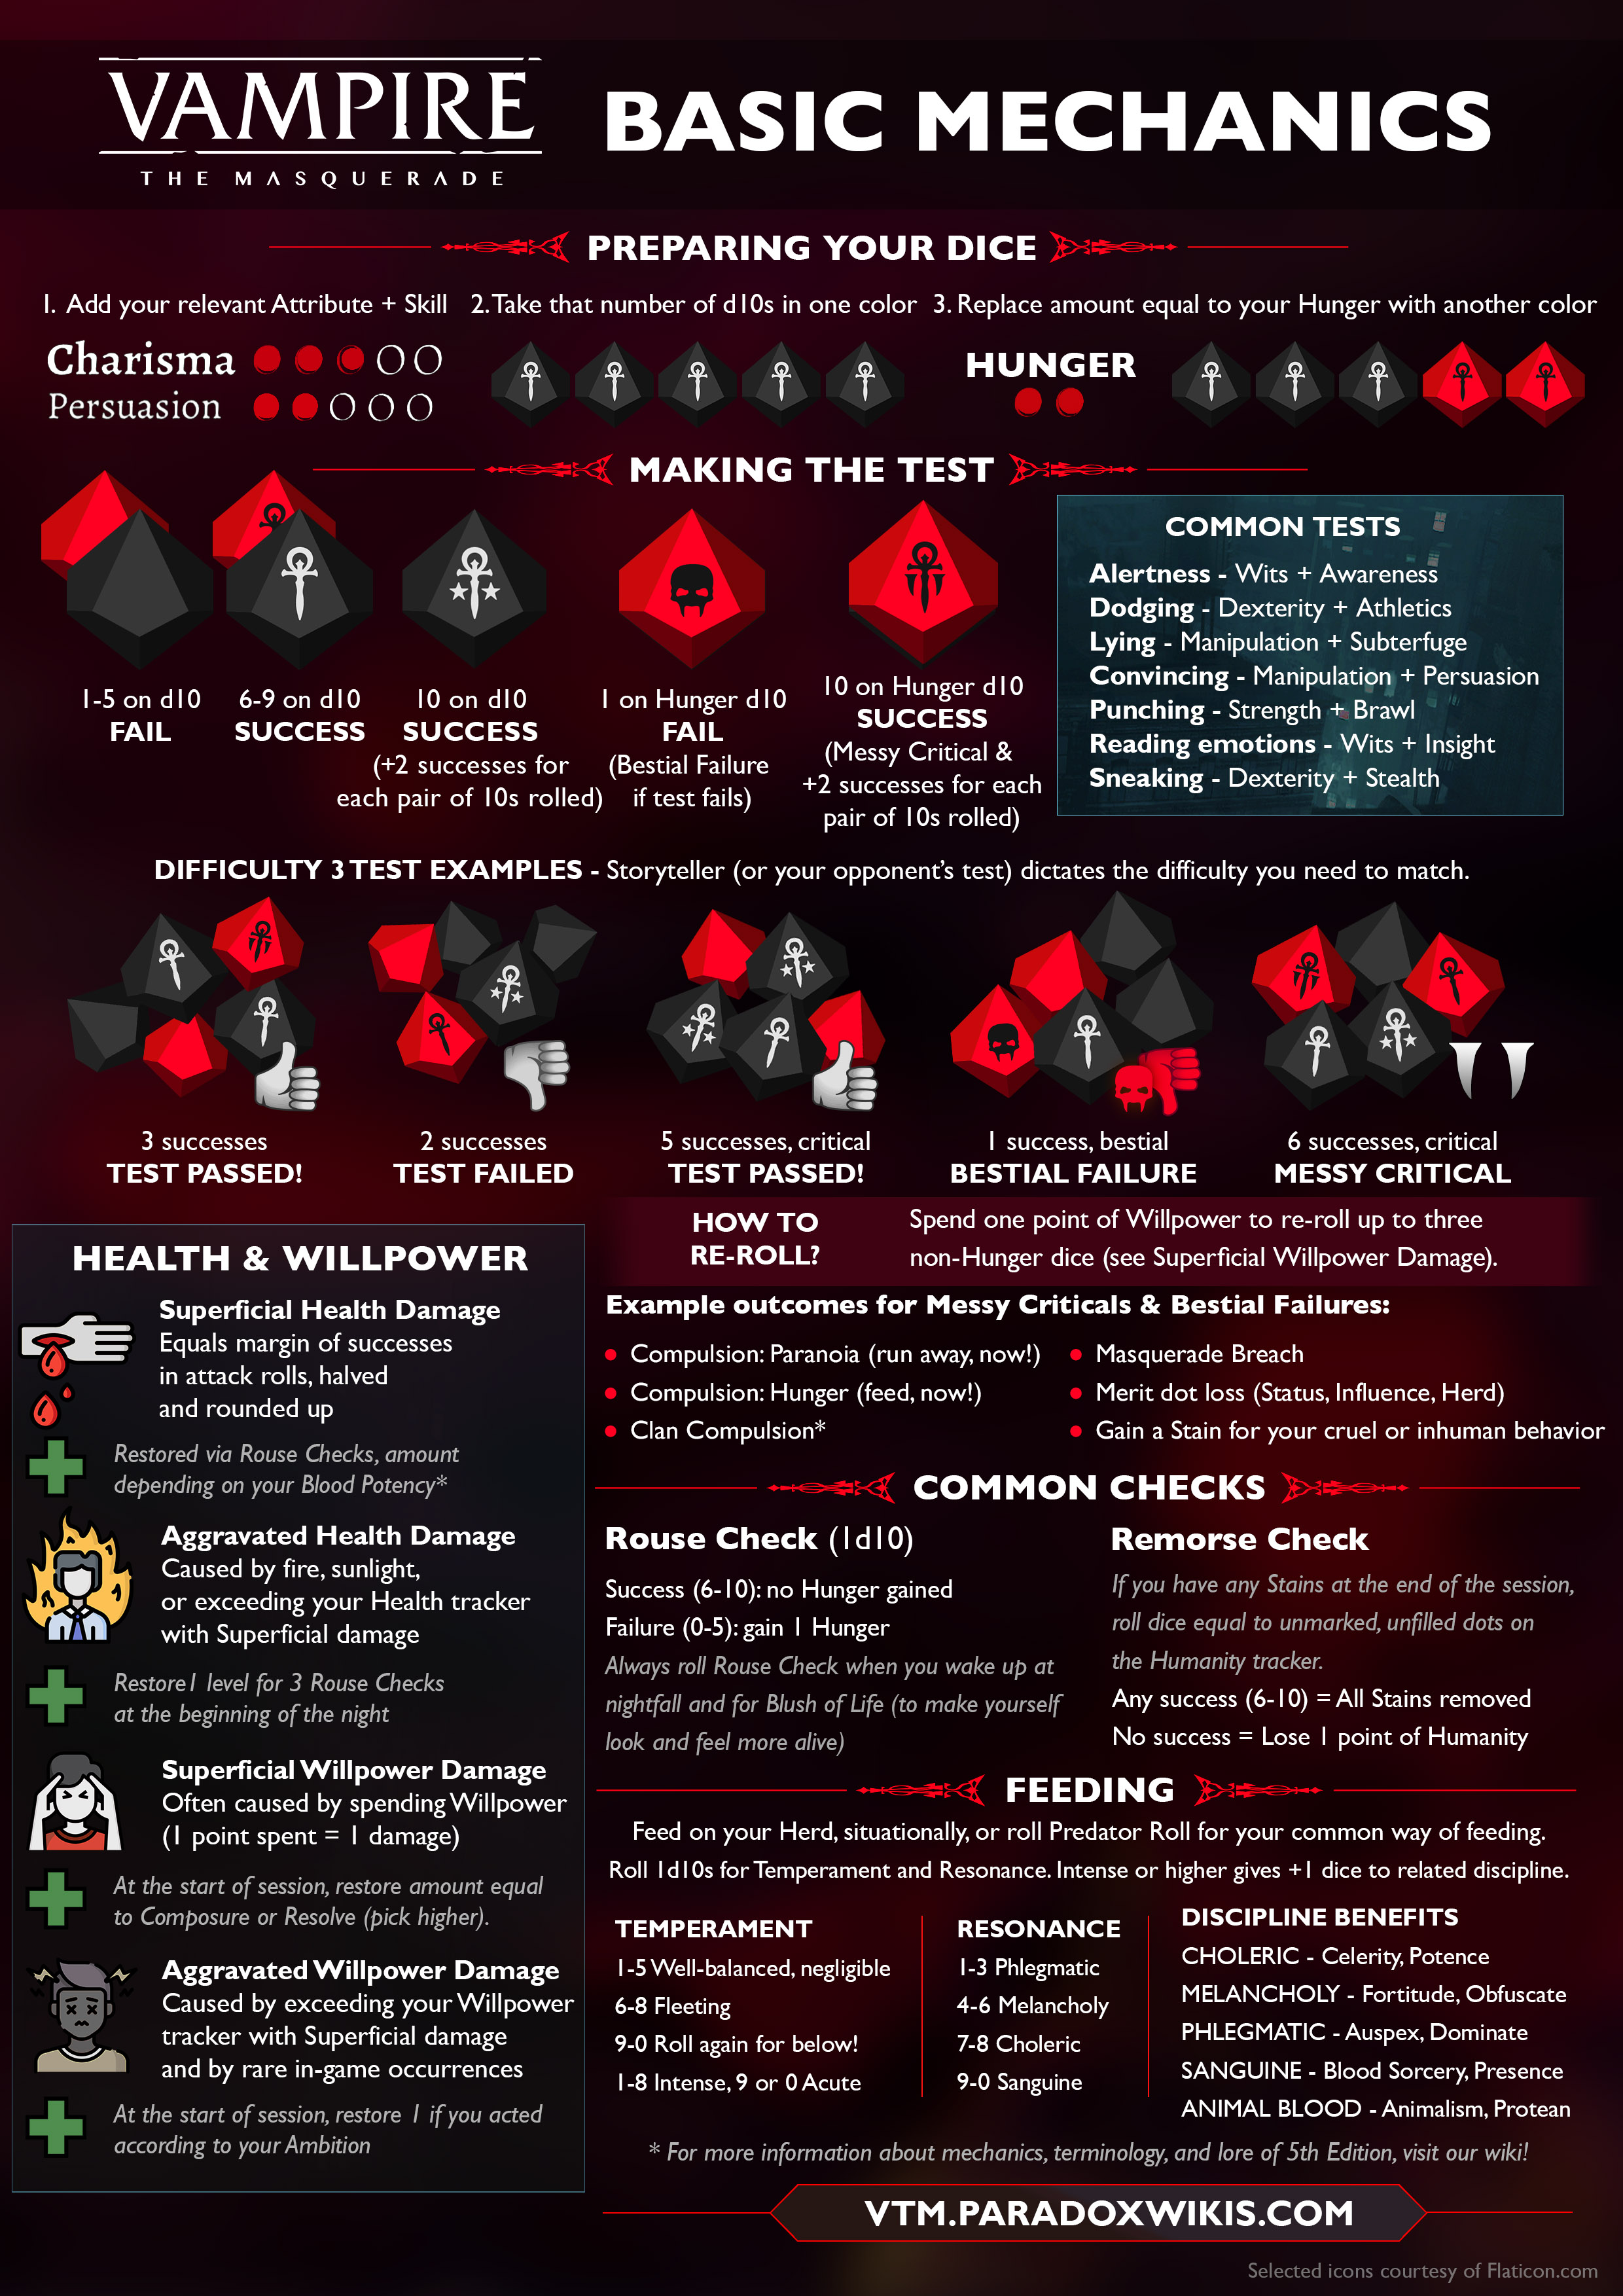 VAMPIRE
THE MASQUERADE
BASIC MECHANICS
PREPARING YOUR DICE
1. Add your relevant Attribute + Skill
2. Take that number of d10s in one color
3. Replace amount equal to your Hunger with another color
Charisma
Persuasion
HUNGER
MAKING THE TEST
1-5 on d10
FAIL
6-9 on d10
SUCCESS
10 on d10
SUCCESS
(+2 successes for
each pair of 10s rolled)
1 on Hunger d10
FAIL
(Bestial Failure
if test fails)
10 on Hunger d10
SUCCESS
(Messy Critical &
+2 successes for each
pair of 10s rolled)
COMMON TESTS
Alertness - Wits + Awareness
Dodging - Dexterity + Athletics
Lying - Manipulation + Subterfuge
Convincing - Manipulation + Persuasion
Punching - Strength + Brawl
Reading emotions - Wits + Insight
Sneaking - Dexterity + Stealth
DIFFICULTY 3 TEST EXAMPLES - Storyteller (or your opponent's test) dictates the difficulty you need to match.
3 successes
TEST PASSED!
2 successes
TEST FAILED
5 successes, critical
TEST PASSED!
1 success, bestial
BESTIAL FAILURE
6 successes, critical
MESSY CRITICAL
HEALTH & WILLPOWER
Superficial Health Damage
Equals margin of successes
in attack rolls, halved
and rounded up
Restored via Rouse Checks, amount
depending on your Blood Potency*
Aggravated Health Damage
Caused by fire, sunlight,
or exceeding your Health tracker
with Superficial damage
Restore1 level for 3 Rouse Checks
at the beginning of the night
Superficial Willpower Damage
Often caused by spending Willpower
(1 point spent = 1 damage)
At the start of session, restore amount equal
to Composure or Resolve (pick higher).
Aggravated Willpower Damage
Caused by exceeding your Willpower
tracker with Superficial damage
and by rare in-game occurrences
At the start of session, restore 1 if you acted
according to your Ambition
HOW TO
RE-ROLL?
Spend one point of Willpower to re-roll up to three
non-Hunger dice (see Superficial Willpower Damage).
Example outcomes for Messy Criticals & Bestial Failures:
• Compulsion: Paranoia (run away, now!)
• Compulsion: Hunger (feed, now!)
• Clan Compulsion*
• Masquerade Breach
• Merit dot loss (Status, Influence, Herd)
• Gain a Stain for your cruel or inhuman behavior
COMMON CHECKS
Rouse Check (1d10)
Success (6-10): no Hunger gained
Failure (0-5): gain 1 Hunger
Always roll Rouse Check when you wake up at
nightfall and for Blush of Life (to make yourself
look and feel more alive)
Remorse Check
If you have any Stains at the end of the session,
roll dice equal to unmarked, unfilled dots on
the Humanity tracker.
Any success (6-10) = All Stains removed
No success = Lose 1 point of Humanity
FEEDING
Feed on your Herd, situationally, or roll Predator Roll for your common way of feeding.
Roll 1d10s for Temperament and Resonance. Intense or higher gives +1 dice to related discipline.
TEMPERAMENT
1-5 Well-balanced, negligible
6-8 Fleeting
9-0 Roll again for below!
1-8 Intense, 9 or 0 Acute
RESONANCE
1-3 Phlegmatic
4-6 Melancholy
7-8 Choleric
9-0 Sanguine
DISCIPLINE BENEFITS
CHOLERIC - Celerity, Potence
MELANCHOLY - Fortitude, Obfuscate
PHLEGMATIC - Auspex, Dominate
SANGUINE - Blood Sorcery, Presence
ANIMAL BLOOD - Animalism, Protean
* For more information about mechanics, terminology, and lore of 5th Edition, visit our wiki!
VTM.PARADOXWIKIS.COM
Selected icons courtesy of Flaticon.com